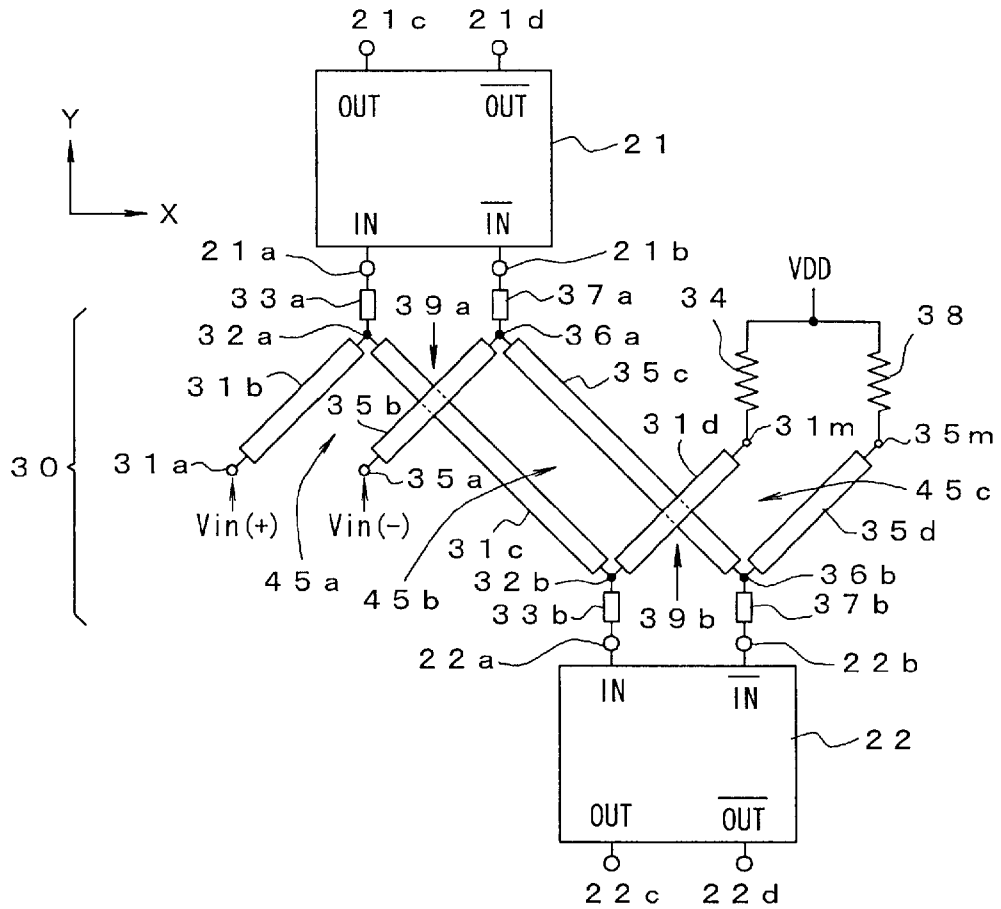 21c 21d
Y
OUT OUT
21
X
IN IN
21a 21b
VDD
33a 39a 37a 34 38
32a 36a
31b 35b 35c
31d 31m 35m
30 31a 35a 45c
Vin(+) Vin(-) 35d
31c
45a 45b 32b 36b
33b 39b 37b
22a 22b
IN IN
22
OUT OUT
22c 22d